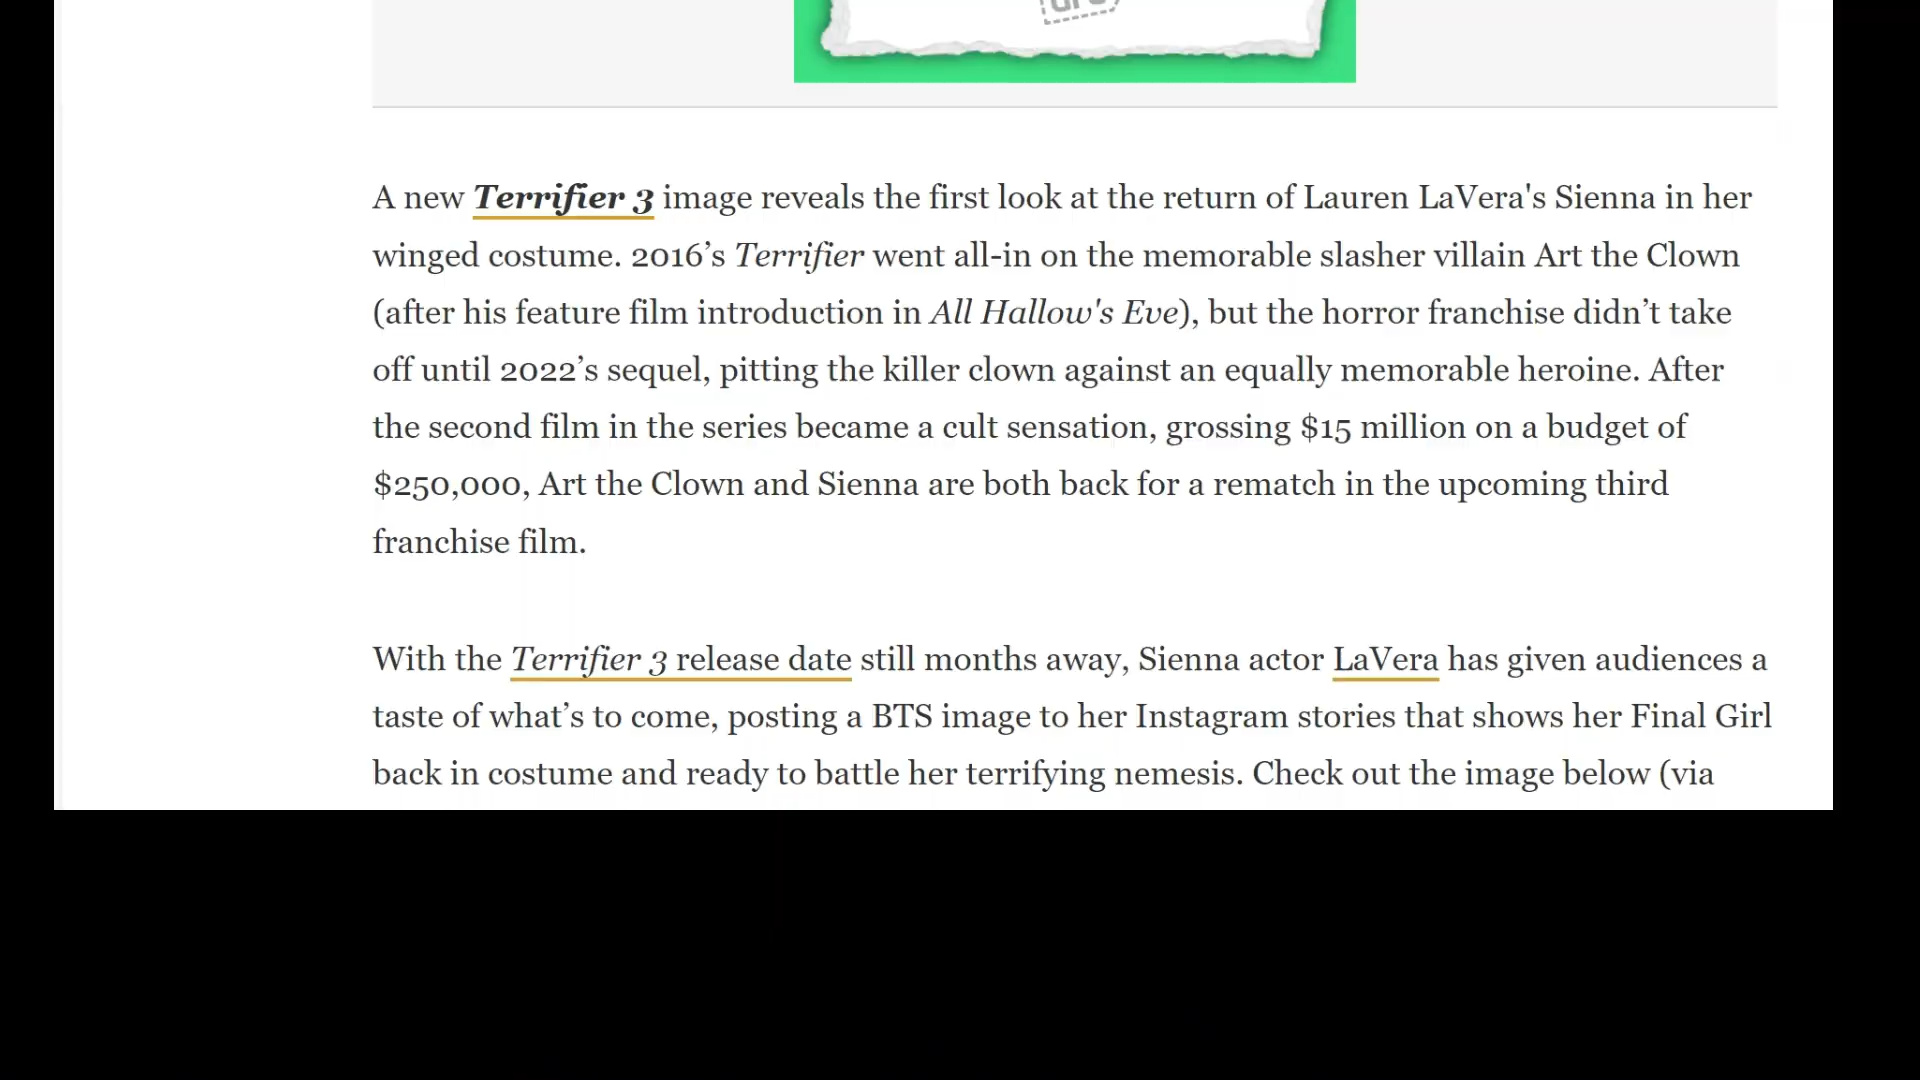 A new Terrifier 3 image reveals the first look at the return of Lauren LaVera's Sienna in her
winged costume. 2016’s Terrifier went all-in on the memorable slasher villain Art the Clown
(after his feature film introduction in All Hallow's Eve), but the horror franchise didn’t take
off until 2022’s sequel, pitting the killer clown against an equally memorable heroine. After
the second film in the series became a cult sensation, grossing $15 million on a budget of
$250,000, Art the Clown and Sienna are both back for a rematch in the upcoming third
franchise film.
With the Terrifier 3 release date still months away, Sienna actor LaVera has given audiences a
taste of what’s to come, posting a BTS image to her Instagram stories that shows her Final Girl
back in costume and ready to battle her terrifying nemesis. Check out the image below (via